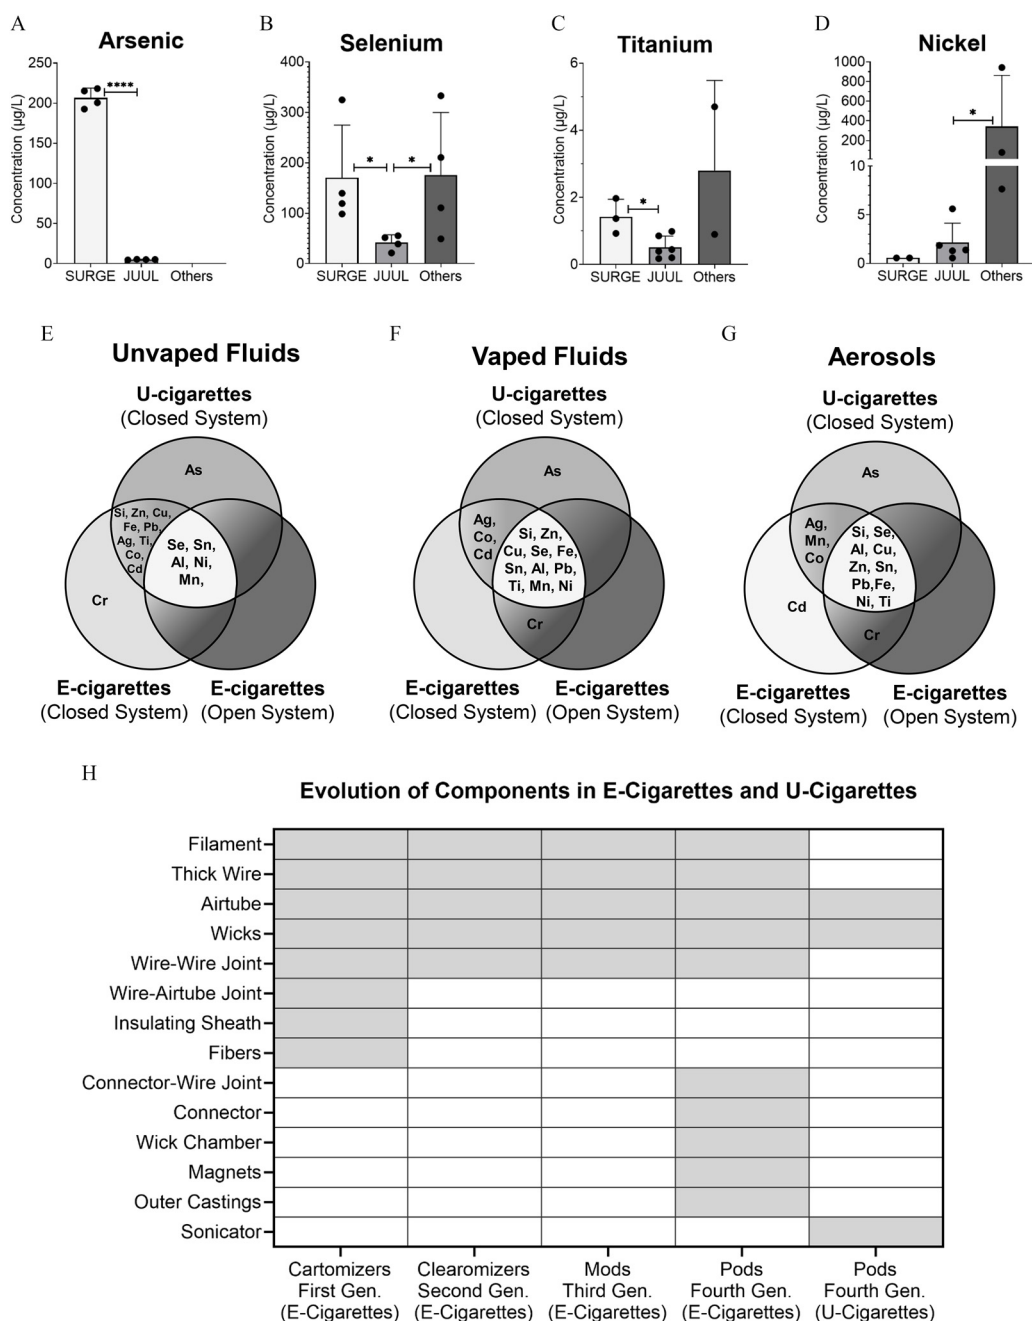 A
Arsenic
Concentration (µg/L)
250
200
150
100
50
0
****
SURGE JUUL Others
B
Selenium
Concentration (µg/L)
400
300
200
100
0
* *
SURGE JUUL Others
C
Titanium
Concentration (µg/L)
6
4
2
0
*
SURGE JUUL Others
D
Nickel
Concentration (µg/L)
1000
800
600
400
200
1000
10
5
0
*
SURGE JUUL Others
E
Unvaped Fluids
U-cigarettes
(Closed System)
As
Si, Zn, Cu,
Fe, Pb,
Ag, Ti,
Co,
Cd
Se, Sn,
Al, Ni,
Mn,
Cr
E-cigarettes
(Closed System)
E-cigarettes
(Open System)
F
Vaped Fluids
U-cigarettes
(Closed System)
As
Ag,
Co,
Cd
Si, Zn,
Cu, Se, Fe,
Sn, Al, Pb,
Ti, Mn, Ni
Cr
E-cigarettes
(Closed System)
E-cigarettes
(Open System)
G
Aerosols
U-cigarettes
(Closed System)
As
Ag,
Mn,
Co
Si, Se,
Al, Cu,
Zn, Sn,
Pb,Fe,
Ni, Ti
Cd
Cr
E-cigarettes
(Closed System)
E-cigarettes
(Open System)
H
Evolution of Components in E-Cigarettes and U-Cigarettes
Filament
Thick Wire
Airtube
Wicks
Wire-Wire Joint
Wire-Airtube Joint
Insulating Sheath
Fibers
Connector-Wire Joint
Connector
Wick Chamber
Magnets
Outer Castings
Sonicator
Cartomizers
First Gen.
(E-Cigarettes)
Clearomizers
Second Gen.
(E-Cigarettes)
Mods
Third Gen.
(E-Cigarettes)
Pods
Fourth Gen.
(E-Cigarettes)
Pods
Fourth Gen.
(U-Cigarettes)